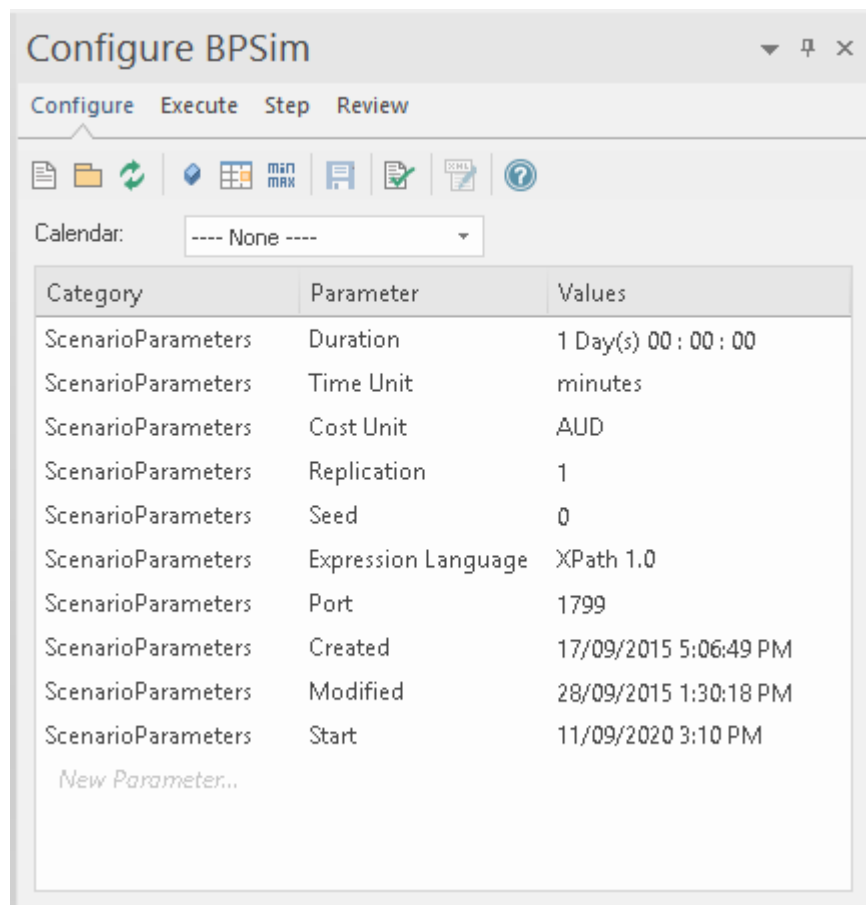 Configure BPSim
Configure Execute Step Review
min
max
XML
Calendar: ---- None ----
Category Parameter Values
ScenarioParameters Duration 1 Day(s) 00 : 00 : 00
ScenarioParameters Time Unit minutes
ScenarioParameters Cost Unit AUD
ScenarioParameters Replication 1
ScenarioParameters Seed 0
ScenarioParameters Expression Language XPath 1.0
ScenarioParameters Port 1799
ScenarioParameters Created 17/09/2015 5:06:49 PM
ScenarioParameters Modified 28/09/2015 1:30:18 PM
ScenarioParameters Start 11/09/2020 3:10 PM
New Parameter...